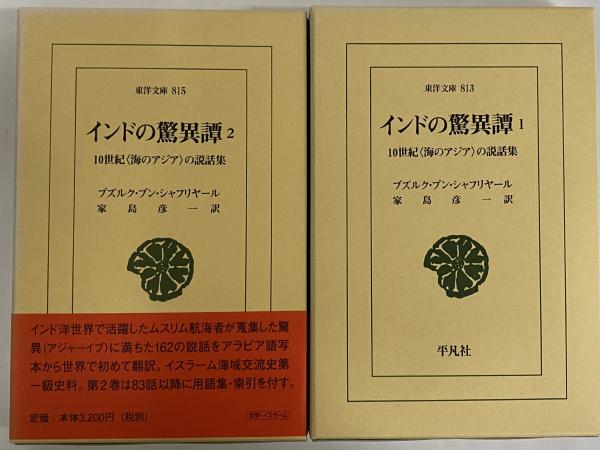 東洋文庫 815
インドの驚異譚 2
10世紀〈海のアジア〉の説話集
ブズルク・ブン・シャフリヤール
家島彦一訳
インド洋世界で活躍したムスリム航海者が蒐集した驚
異(アジャーイブ)に満ちた162の説話をアラビア語写
本から世界で初めて翻訳。イスラーム海域交流史第
一級史料。第2巻は83話以降に用語集・索引を付す。
定価:本体3,200円(税別)
文学・イスラーム
東洋文庫 813
インドの驚異譚 1
10世紀〈海のアジア〉の説話集
ブズルク・ブン・シャフリヤール
家島彦一訳
平凡社